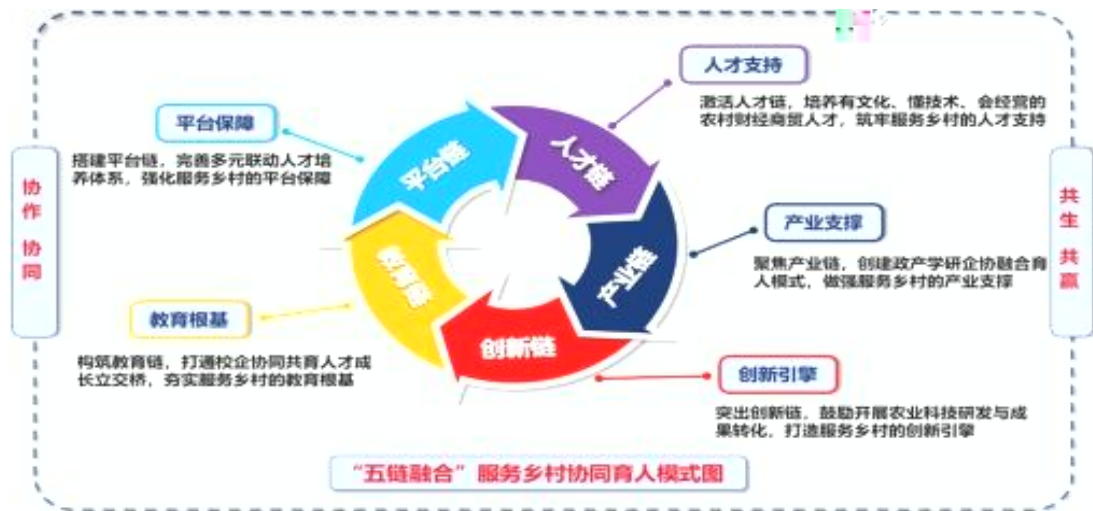 人才支持
激活人才链，培养有文化、懂技术、会经营的
农村财经商贸人才，筑牢服务乡村的人才支持
平台保障
搭建平台链，完善多元联动人才培
养体系，强化服务乡村的平台保障
平台链
人才链
产业链
创新链
教育链
协作 协同
共生 共赢
产业支撑
聚焦产业链，创建政产学研企协融合育
人模式，做强服务乡村的产业支撑
教育根基
构筑教育链，打通校企协同共育人才成
长立交桥，夯实服务乡村的教育根基
创新引擎
突出创新链，鼓励开展农业科技研发与成
果转化，打造服务乡村的创新引擎
“五链融合”服务乡村协同育人模式图